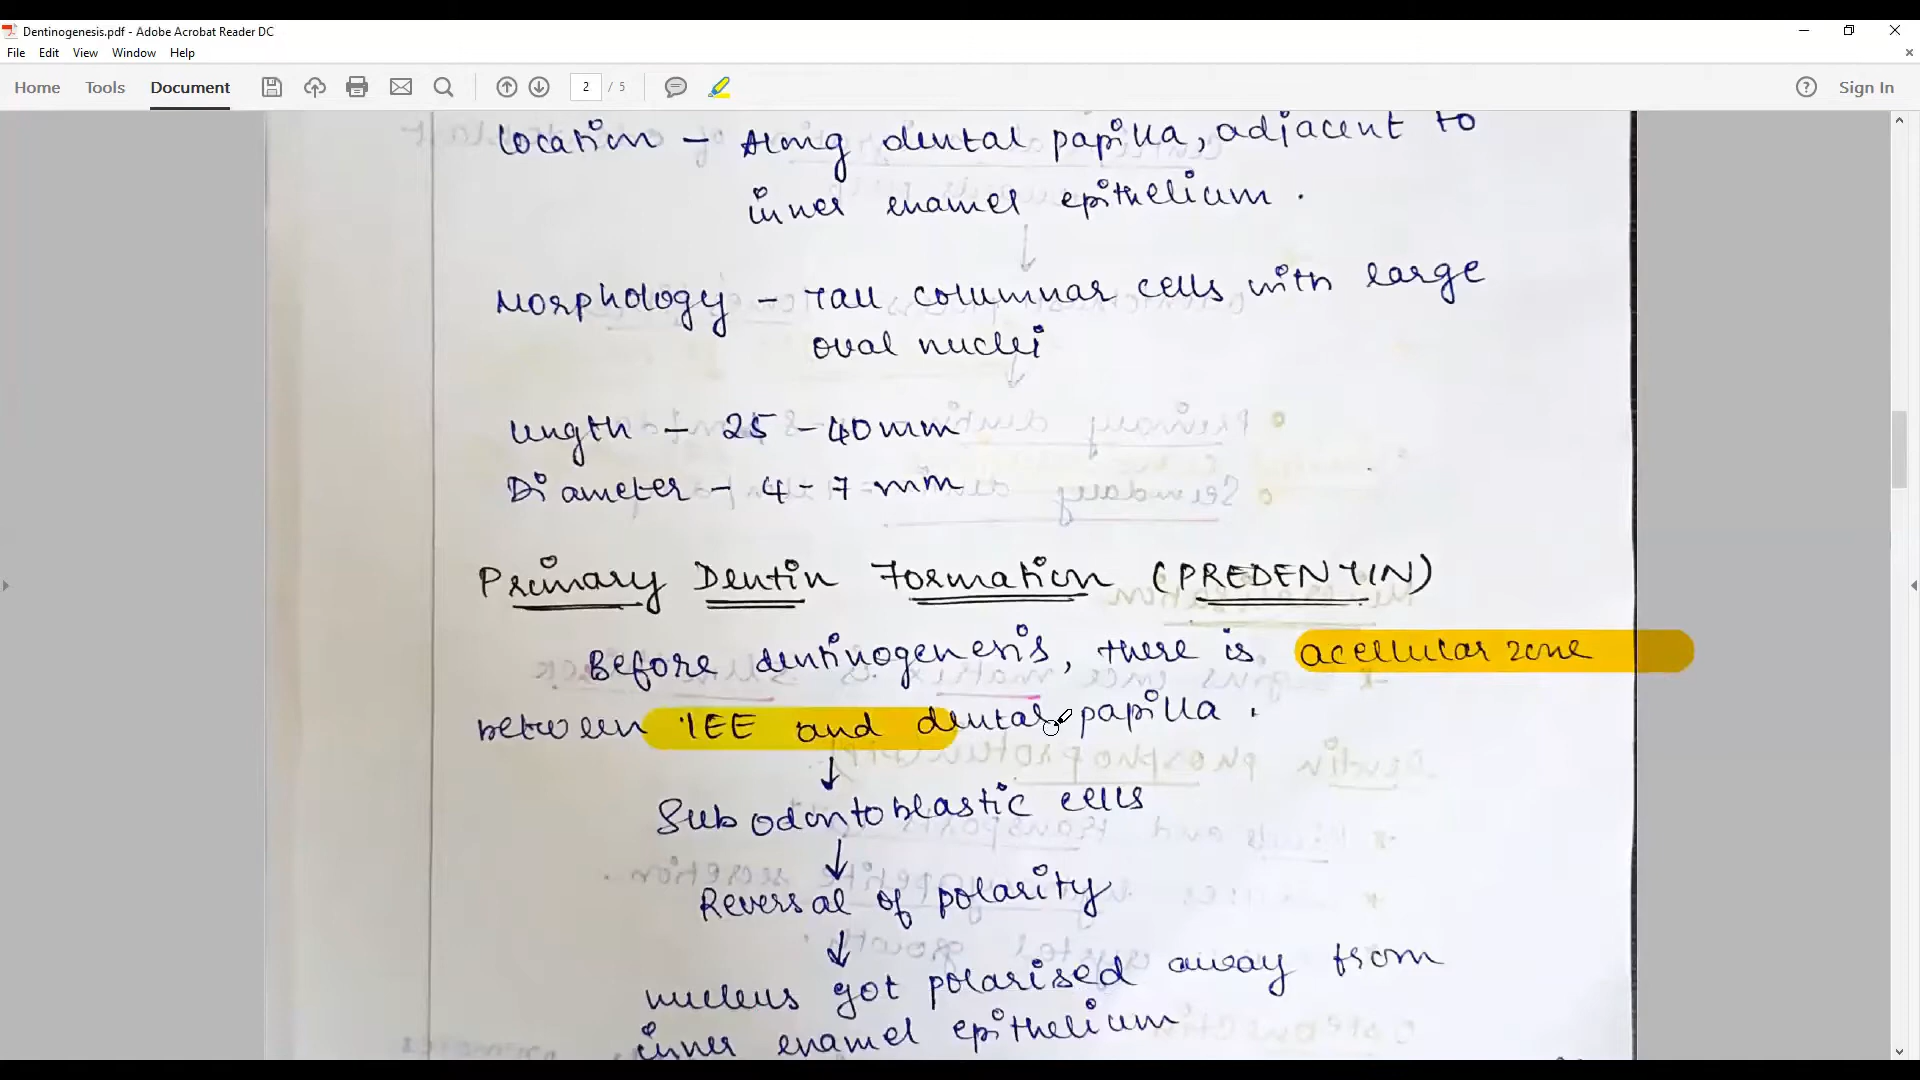 Dentinogenesis.pdf - Adobe Acrobat Reader DC
File Edit View Window Help
Home Tools Document 2 / 5 Sign In
Location - Along dental papilla, adjacent to
inner enamel epithelium .
Morphology - Tall columnar cells with large
oval nuclei
Length - 25 - 40 mm
Diameter - 4 - 7 mm
Primary Dentin Formation (PREDENTIN)
Before dentinogenesis, there is acellular zone
between IEE and dental papilla .
↓
Sub odontoblastic cells
↓
Reversal of polarity
↓
nucleus got polarised away from
inner enamel epithelium